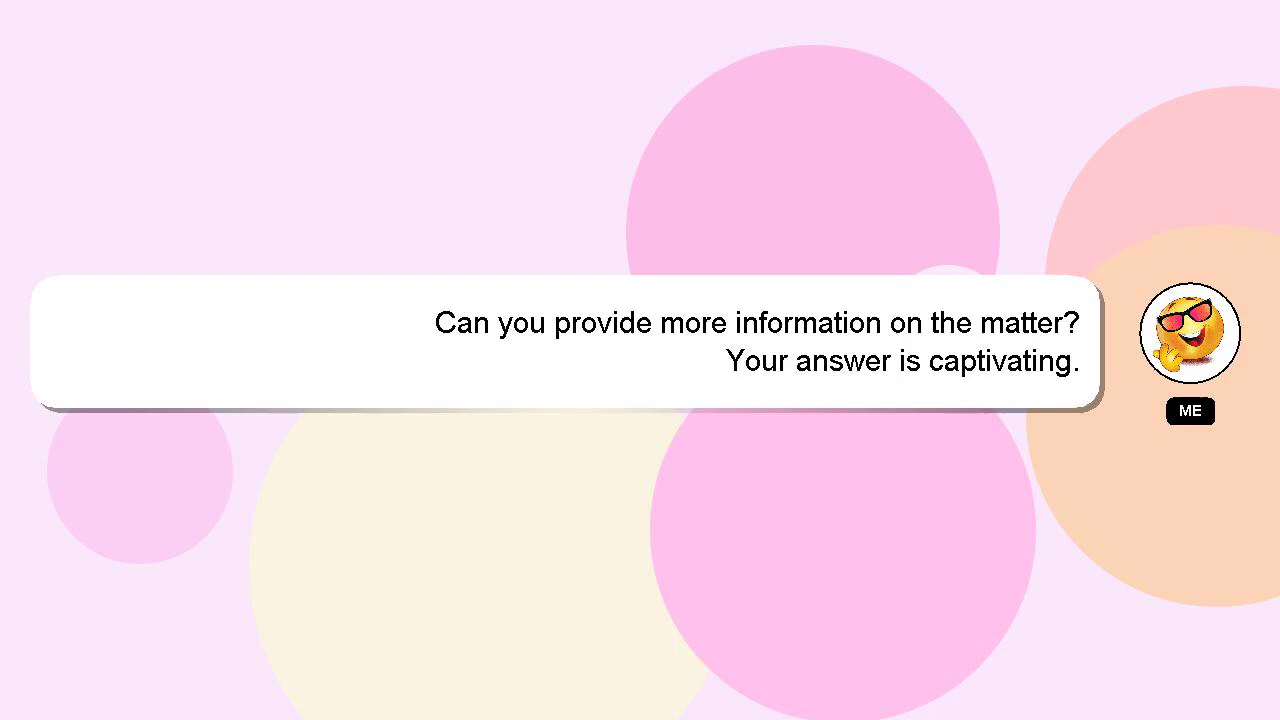 Can you provide more information on the matter?
Your answer is captivating.
ME